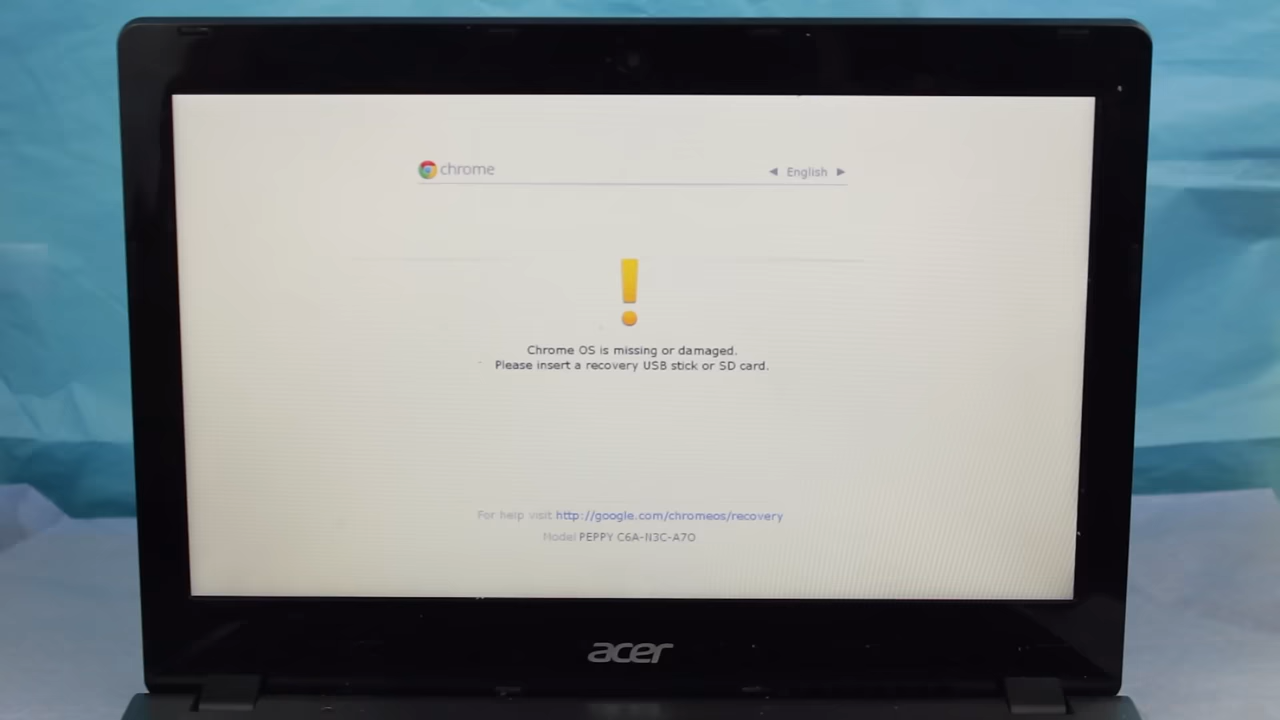 chrome
◀ English ▶
Chrome OS is missing or damaged.
Please insert a recovery USB stick or SD card.
For help visit http://google.com/chromeos/recovery
Model PEPPY C6A-N3C-A7O
acer